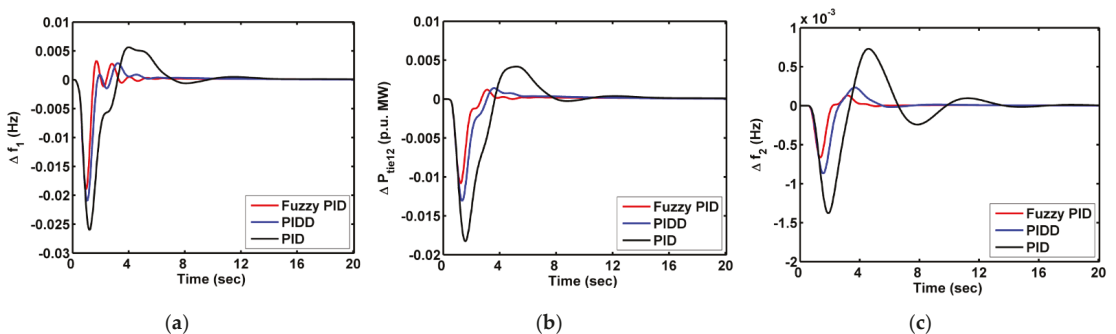 0.01
0.005
0
-0.005
-0.01
-0.015
-0.02
-0.025
-0.03
Δ f1 (Hz)
0 4 8 12 16 20
Time (sec)
Fuzzy PID
PIDD
PID
(a)
0.01
0.005
0
0.005
-0.01
-0.015
-0.02
Δ Ptie12 (p.u. MW)
0 4 8 12 16 20
Time (sec)
Fuzzy PID
PIDD
PID
(b)
x 10-3
1
0.5
0
-0.5
-1
-1.5
-2
Δ f2 (Hz)
0 4 8 12 16 20
Time (sec)
Fuzzy PID
PIDD
PID
(c)